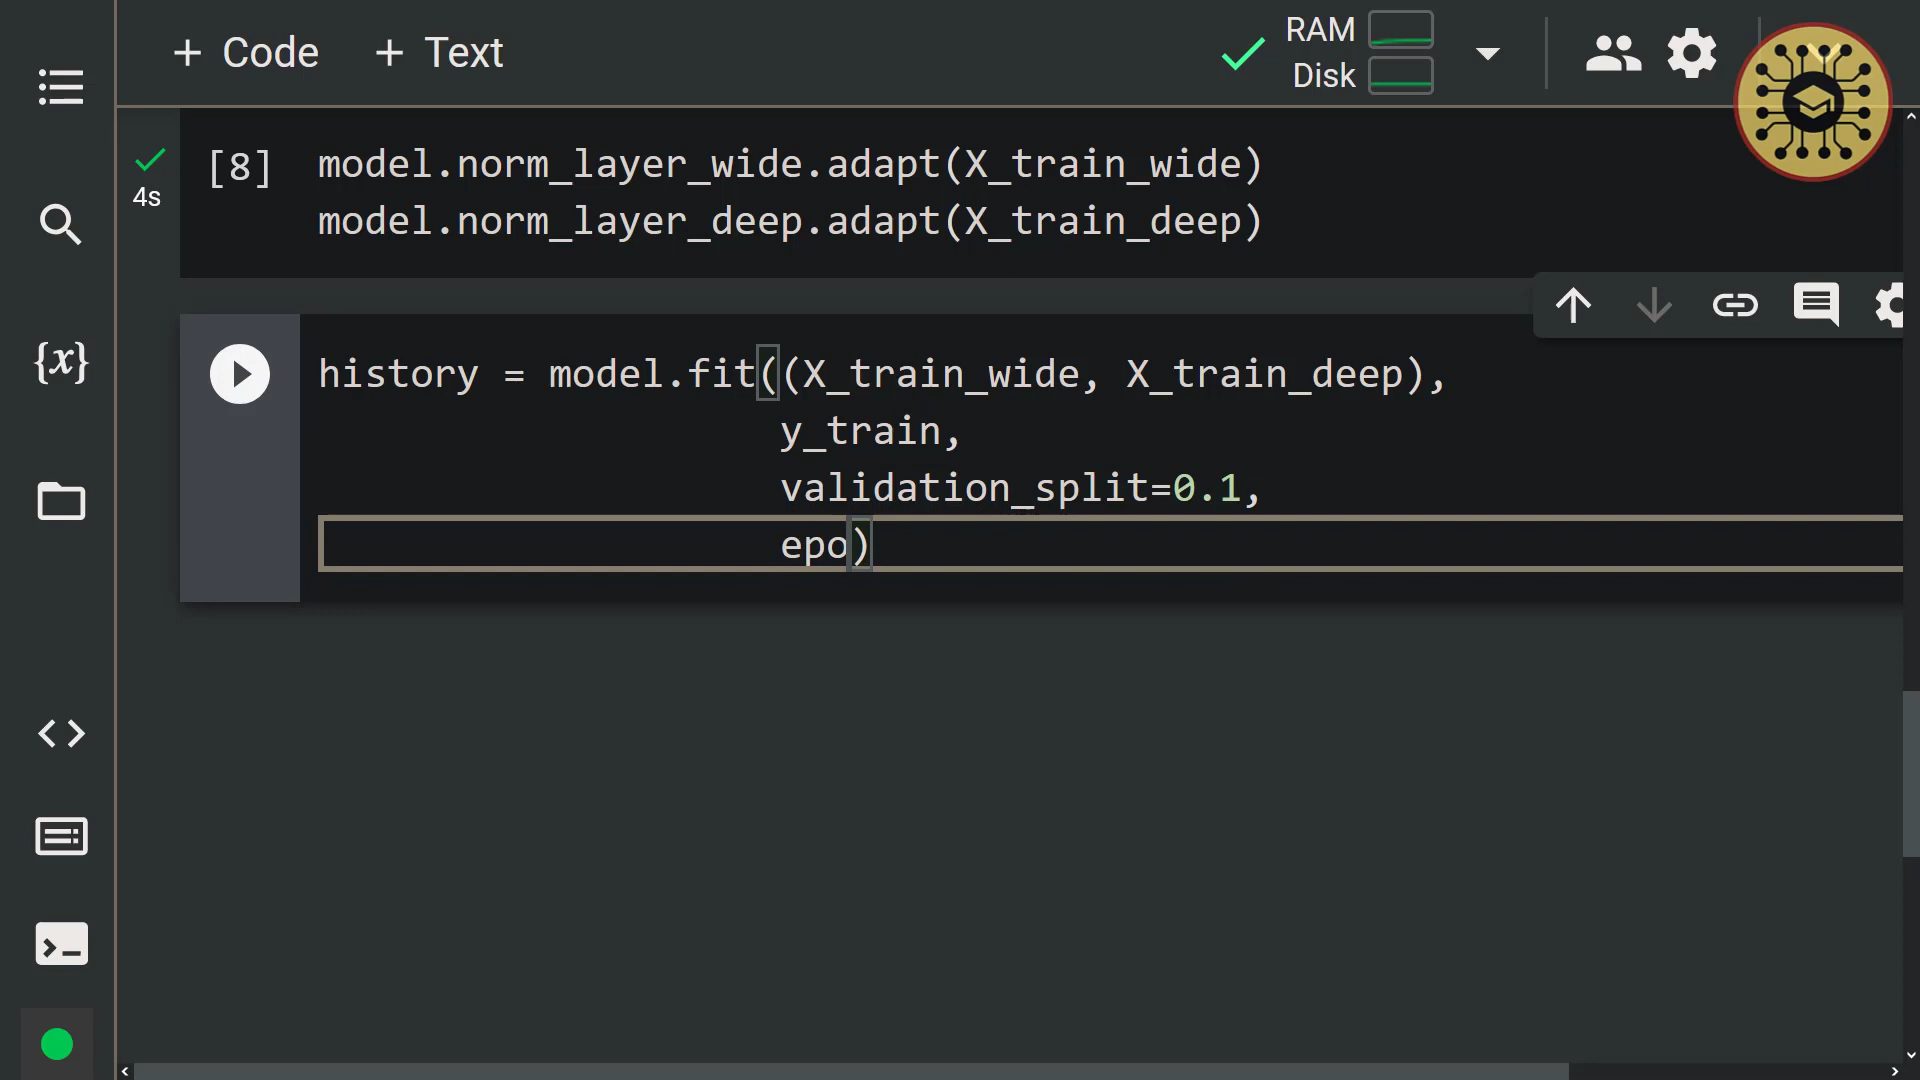 + Code + Text
RAM
Disk
4s
[8] model.norm_layer_wide.adapt(X_train_wide)
model.norm_layer_deep.adapt(X_train_deep)
{x}
history = model.fit((X_train_wide, X_train_deep),
y_train,
validation_split=0.1,
epo)